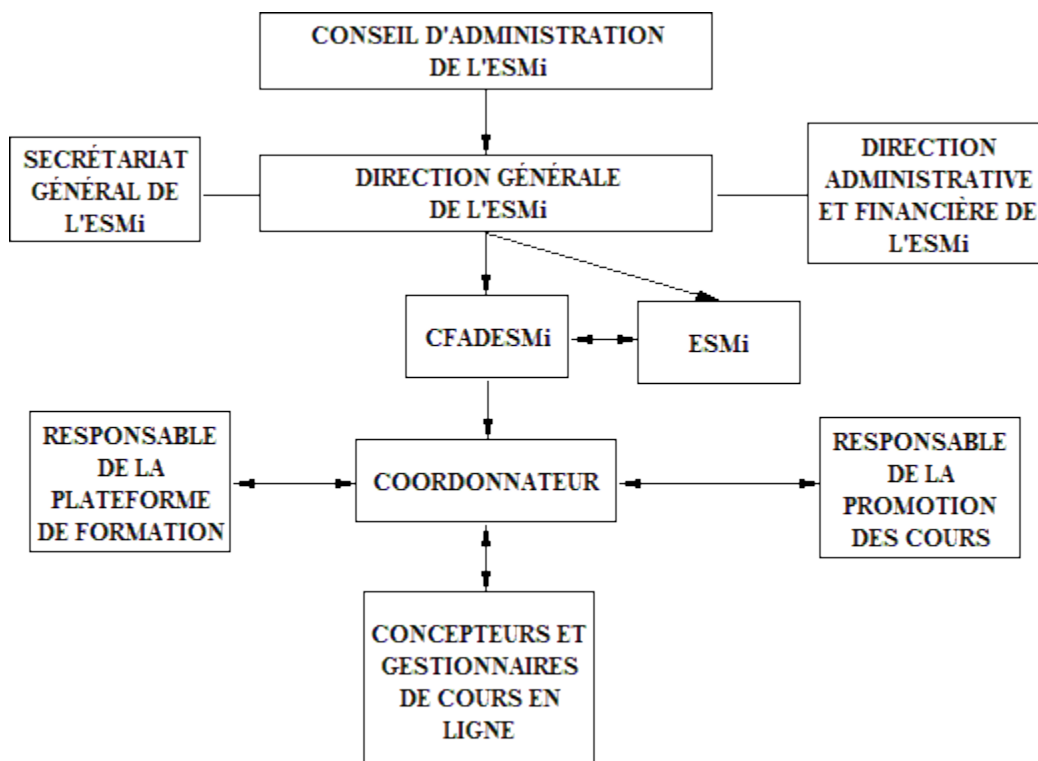 CONSEIL D'ADMINISTRATION
DE L'ESMi
SECRÉTARIAT
GÉNÉRAL DE
L'ESMi
DIRECTION GÉNÉRALE
DE L'ESMi
DIRECTION
ADMINISTRATIVE
ET FINANCIÈRE DE
L'ESMi
CFADESMi
ESMi
RESPONSABLE
DE LA
PLATEFORME
DE FORMATION
COORDONNATEUR
RESPONSABLE
DE LA
PROMOTION
DES COURS
CONCEPTEURS ET
GESTIONNAIRES
DE COURS EN
LIGNE